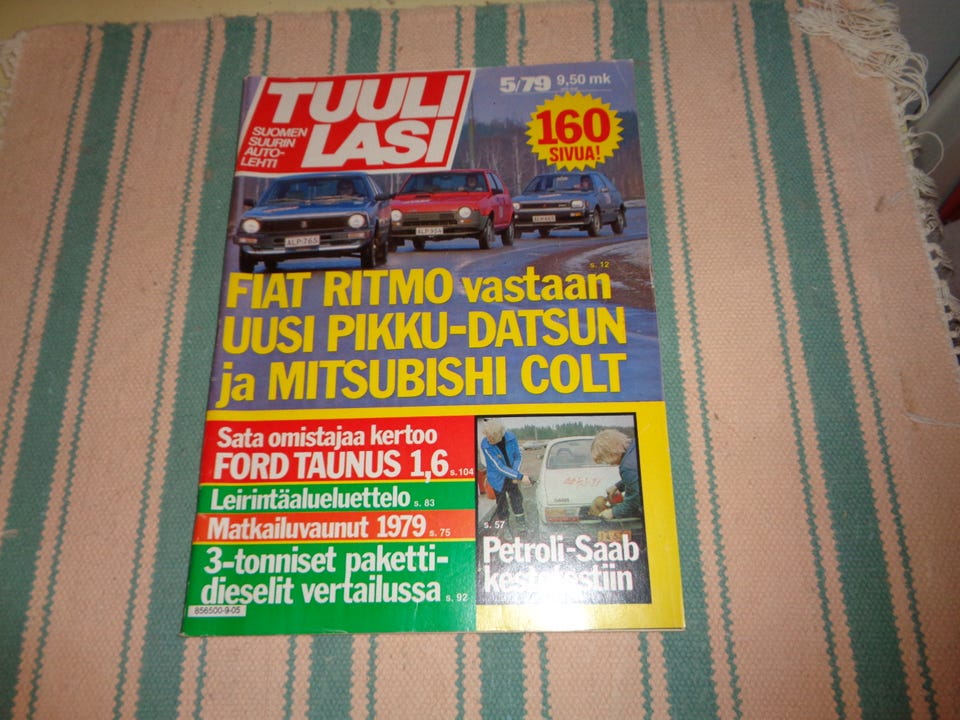 TUULI
LASI
SUOMEN
SUURIN
AUTO-
LEHTI
5/79 9,50 mk
160
SIVUA!
ALP-765
s. 12
FIAT RITMO vastaan
UUSI PIKKU-DATSUN
ja MITSUBISHI COLT
Sata omistajaa kertoo
FORD TAUNUS 1,6 s.104
Leirintäalueluettelo s. 83
Matkailuvaunut 1979 s. 75
3-tonniset paketti-
dieselit vertailussa s. 92
856500-9-05
s. 57
Petroli-Saab
kestotestiin